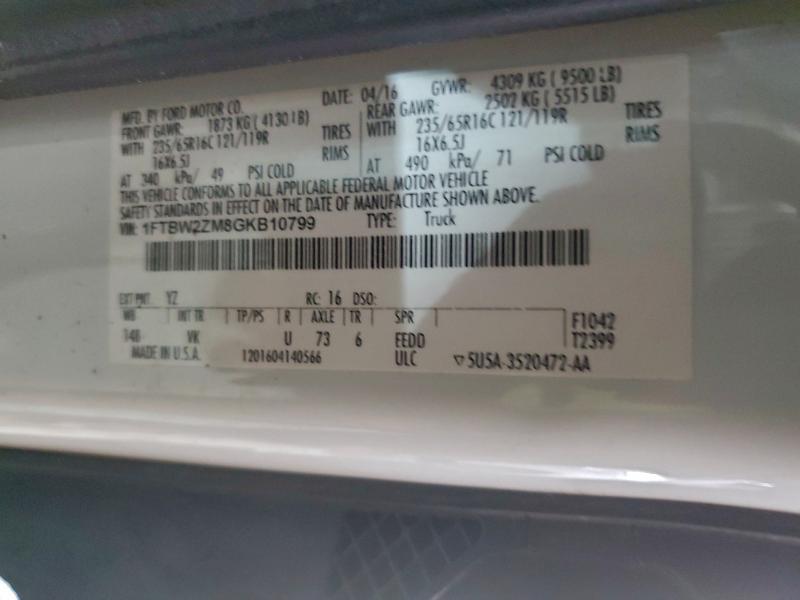 MFD. BY FORD MOTOR CO. DATE: 04/16 GVWR: 4309 KG ( 9500 LB)
FRONT GAWR: 1873 KG ( 4130 LB) REAR GAWR: 2502 KG ( 5515 LB)
WITH 235/65R16C 121/119R TIRES WITH 235/65R16C 121/119R TIRES
16X6.5J RIMS 16X6.5J RIMS
AT 340 kPa/ 49 PSI COLD AT 490 kPa/ 71 PSI COLD
THIS VEHICLE CONFORMS TO ALL APPLICABLE FEDERAL MOTOR VEHICLE
SAFETY STANDARDS IN EFFECT ON THE DATE OF MANUFACTURE SHOWN ABOVE.
VIN: 1FTBW2ZM8GKB10799 TYPE: Truck
EXT PNT: YZ RC: 16 DSO:
WB INT TR TP/PS R AXLE TR SPR F1042
148 VK U 73 6 FEDD T2399
MADE IN U.S.A. 1201604140566 ULC ▽5U5A-3520472-AA